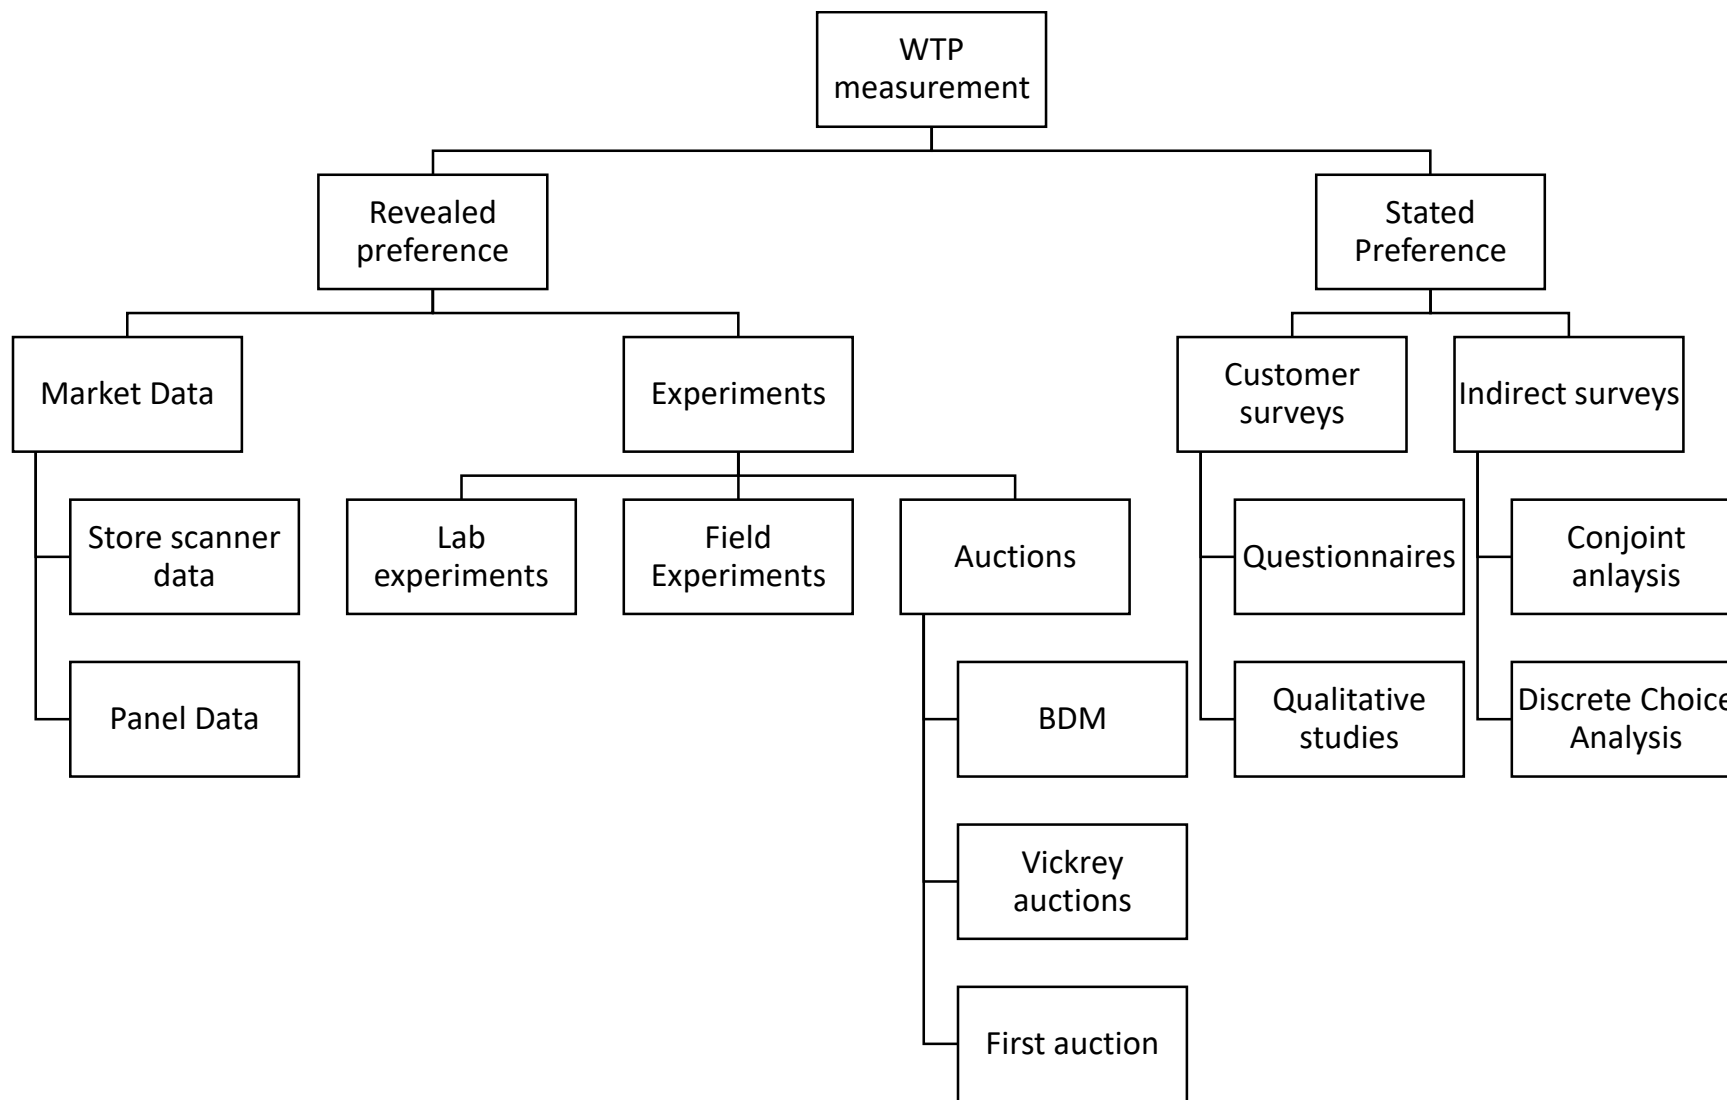 WTP
measurement
Revealed
preference
Stated
Preference
Market Data
Experiments
Customer
surveys
Indirect surveys
Store scanner
data
Lab
experiments
Field
Experiments
Auctions
Questionnaires
Conjoint
anlaysis
Panel Data
BDM
Qualitative
studies
Discrete Choice
Analysis
Vickrey
auctions
First auction